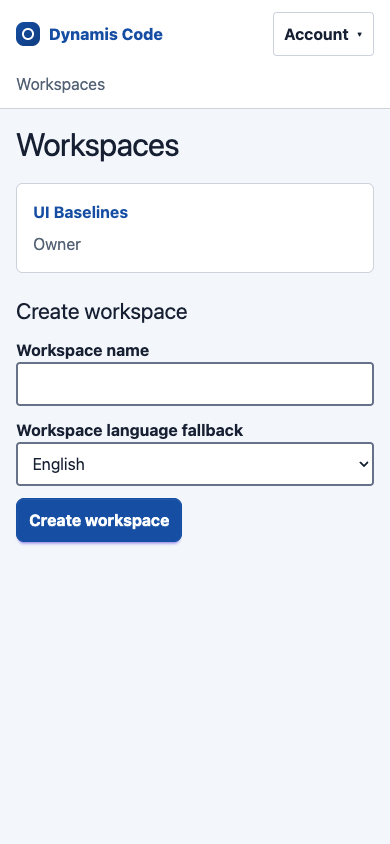 Dynamis Code
Account
Workspaces
Workspaces
UI Baselines
Owner
Create workspace
Workspace name
Workspace language fallback
English
Create workspace